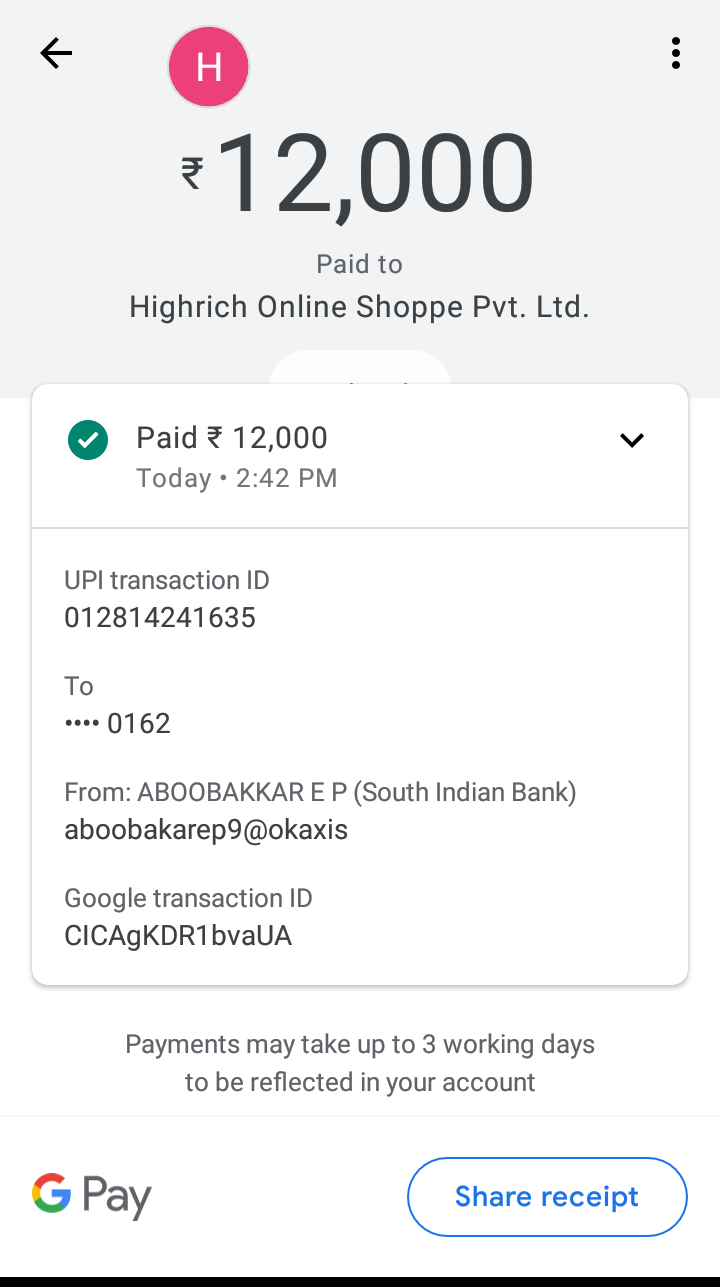 H
₹12,000
Paid to
Highrich Online Shoppe Pvt. Ltd.
Paid ₹ 12,000
Today • 2:42 PM
UPI transaction ID
012814241635
To
•••• 0162
From: ABOOBAKKAR E P (South Indian Bank)
aboobakarep9@okaxis
Google transaction ID
CICAgKDR1bvaUA
Payments may take up to 3 working days
to be reflected in your account
G Pay
Share receipt